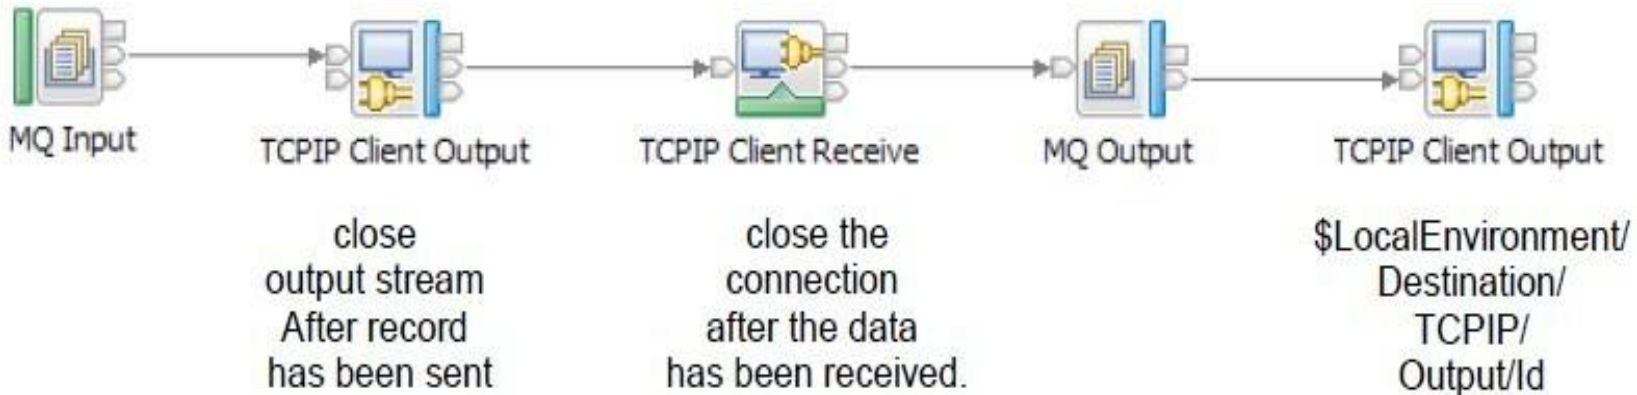 MQ Input
TCPIP Client Output
TCPIP Client Receive
MQ Output
TCPIP Client Output
close
output stream
After record
has been sent
close the
connection
after the data
has been received.
$LocalEnvironment/
Destination/
TCPIP/
Output/Id